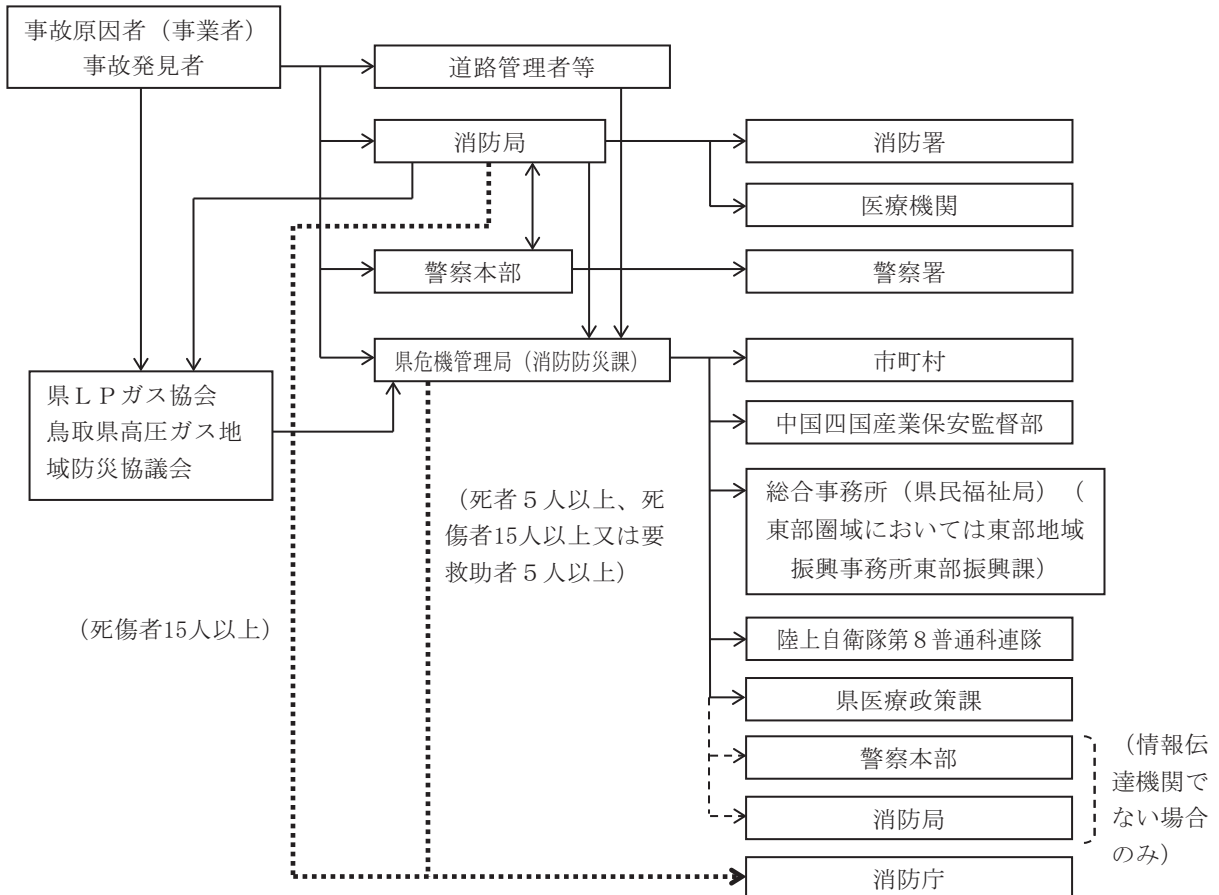 事故原因者（事業者）
事故発見者
道路管理者等
消防局
消防署
医療機関
警察本部
警察署
県危機管理局（消防防災課）
市町村
県ＬＰガス協会
鳥取県高圧ガス地
域防災協議会
中国四国産業保安監督部
総合事務所（県民福祉局）（
東部圏域においては東部地域
振興事務所東部振興課）
（死者５人以上、死
傷者15人以上又は要
救助者５人以上）
（死傷者15人以上）
陸上自衛隊第８普通科連隊
県医療政策課
警察本部
消防局
（情報伝
達機関で
ない場合
のみ）
消防庁